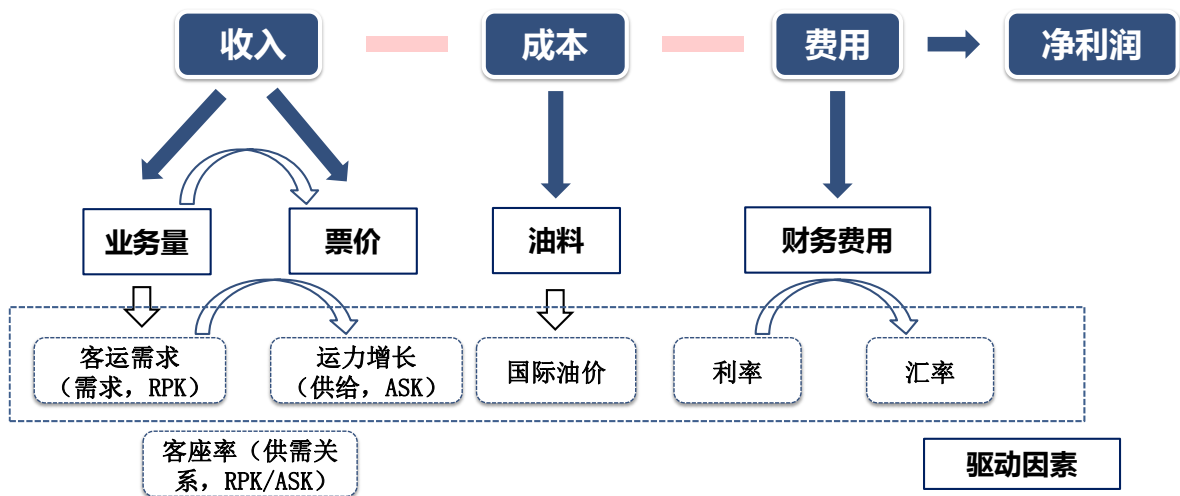 收入
成本
费用
净利润
业务量
票价
油料
财务费用
客运需求
（需求，RPK）
运力增长
（供给，ASK）
国际油价
利率
汇率
客座率（供需关
系，RPK/ASK）
驱动因素